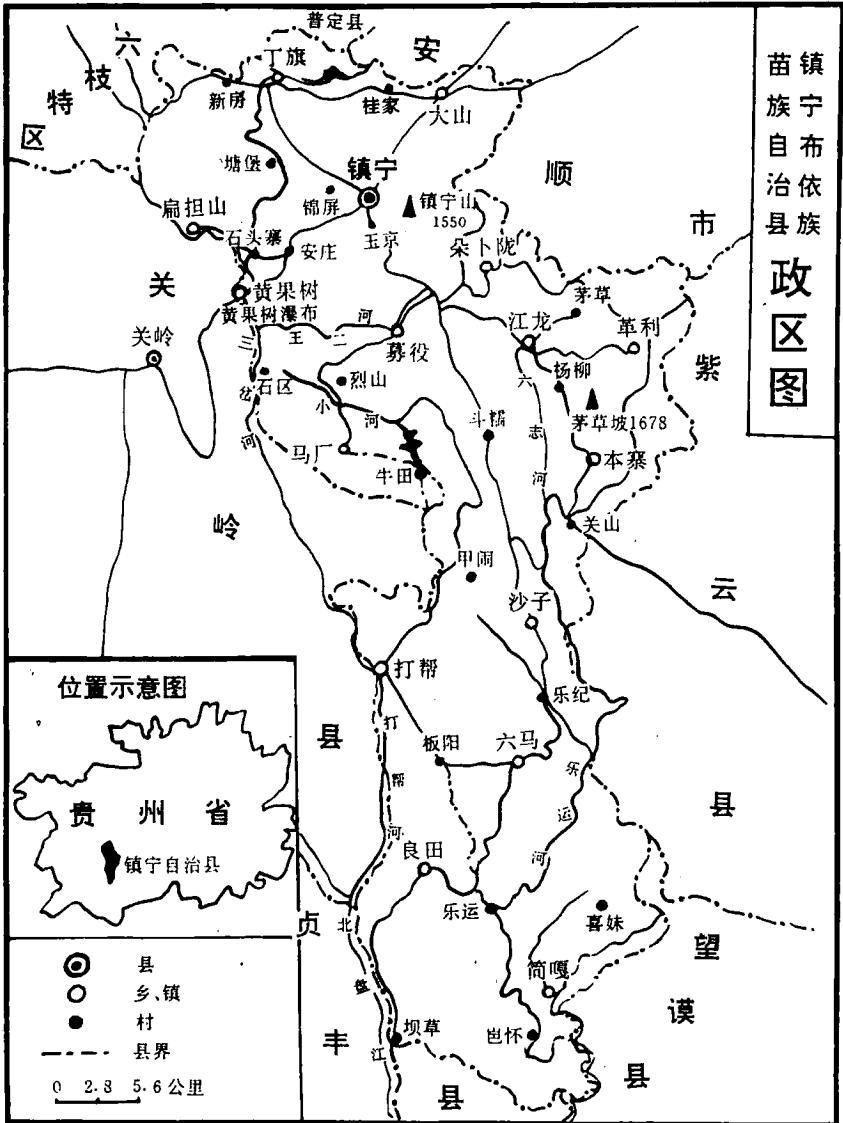 镇宁布依族
苗族自治县
政区图
普定县
六枝特区
安顺市
关岭县
紫云县
望谟县
贞丰县
丁旗
新房
桂家
大山
塘堡
镇宁
锦屏
镇宁山
1550
扁担山
玉京
石头寨
安庄
朵卜陇
黄果树
黄果树瀑布
王二河
茅草
江龙
革利
募役
关岭
三岔河
石区
烈山
小河
杨柳
六志河
茅草坡1678
斗糯
马厂
牛田
本寨
关山
甲闹
沙子
打帮
打帮河
乐纪
板阳
六马
乐运河
良田
乐运
喜妹
简嘎
北盘江
坝草
岜怀
位置示意图
贵州省
镇宁自治县
县
乡、镇
村
县界
0 2.8 5.6公里